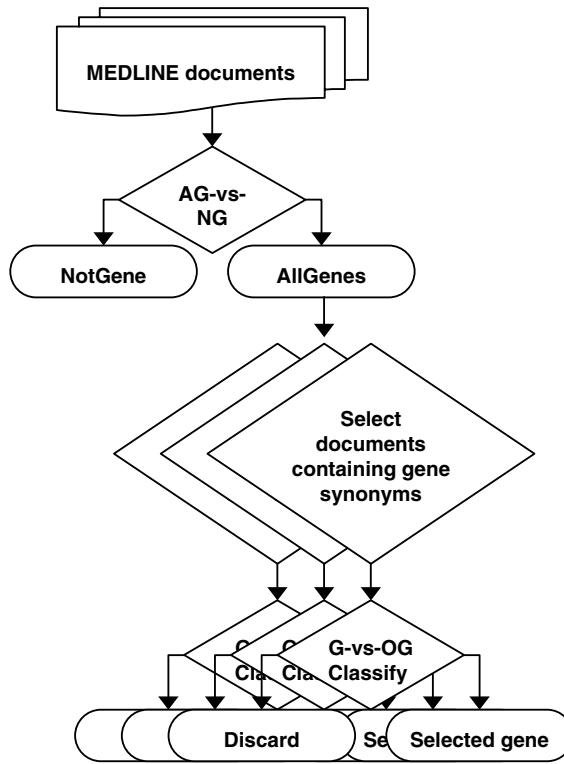 MEDLINE documents
AG-vs-
NG
NotGene
AllGenes
Select
documents
containing gene
synonyms
G-vs-OG
Classify
Discard
Selected gene